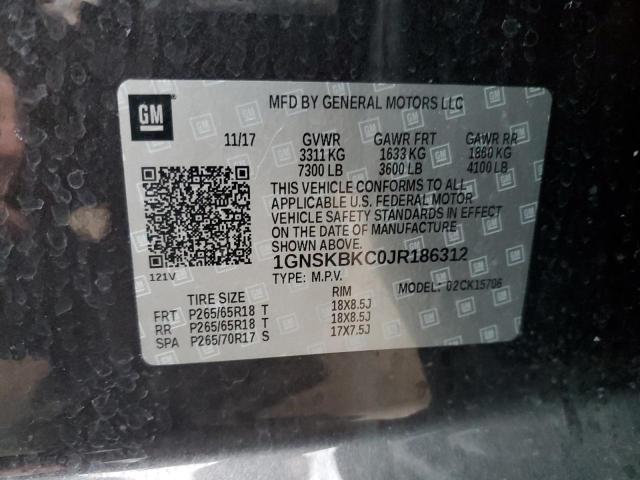 GM
MFD BY GENERAL MOTORS LLC
11/17 GVWR GAWR FRT GAWR RR
3311 KG 1633 KG 1860 KG
7300 LB 3600 LB 4100 LB
THIS VEHICLE CONFORMS TO ALL
APPLICABLE U.S. FEDERAL MOTOR
VEHICLE SAFETY STANDARDS IN EFFECT
ON THE DATE OF MANUFACTURE
SHOWN ABOVE.
1GNSKBKC0JR186312
121V
TYPE: M.P.V. MODEL: 02CK15706
TIRE SIZE RIM
FRT P265/65R18 T 18X8.5J
RR P265/65R18 T 18X8.5J
SPA P265/70R17 S 17X7.5J